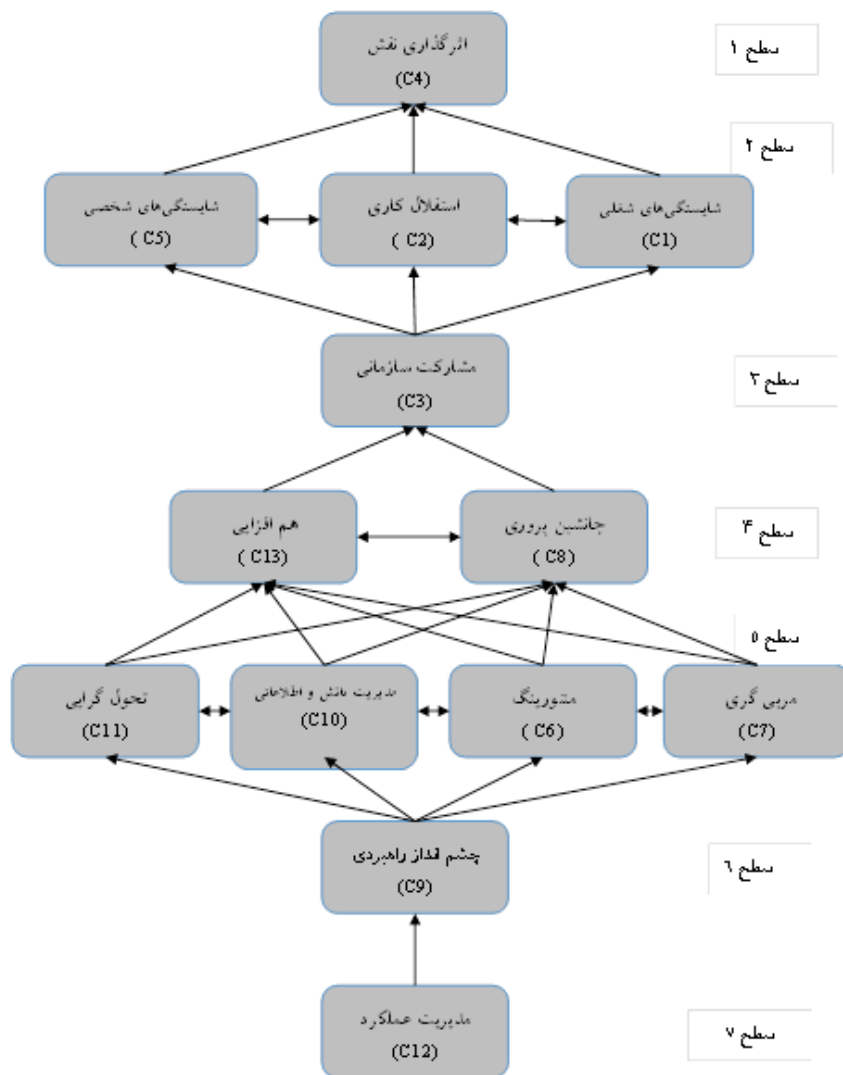 اثرگذاری نقش
(C4)
سطح ۱
سطح ۲
شایستگی‌های شغلی
(C1)
استقلال کاری
( C2)
شایستگی‌های شخصی
( C5)
مشارکت سازمانی
(C3)
سطح ۳
جانشین پروری
( C8)
هم افزایی
( C13)
سطح ۴
سطح ۵
مربی گری
( C7)
منتورینگ
( C6)
مدیریت دانش و اطلاعاتی
(C10)
تحول گرایی
(C11)
چشم انداز راهبردی
(C9)
سطح ٦
مدیریت عملکرد
(C12)
سطح ۷